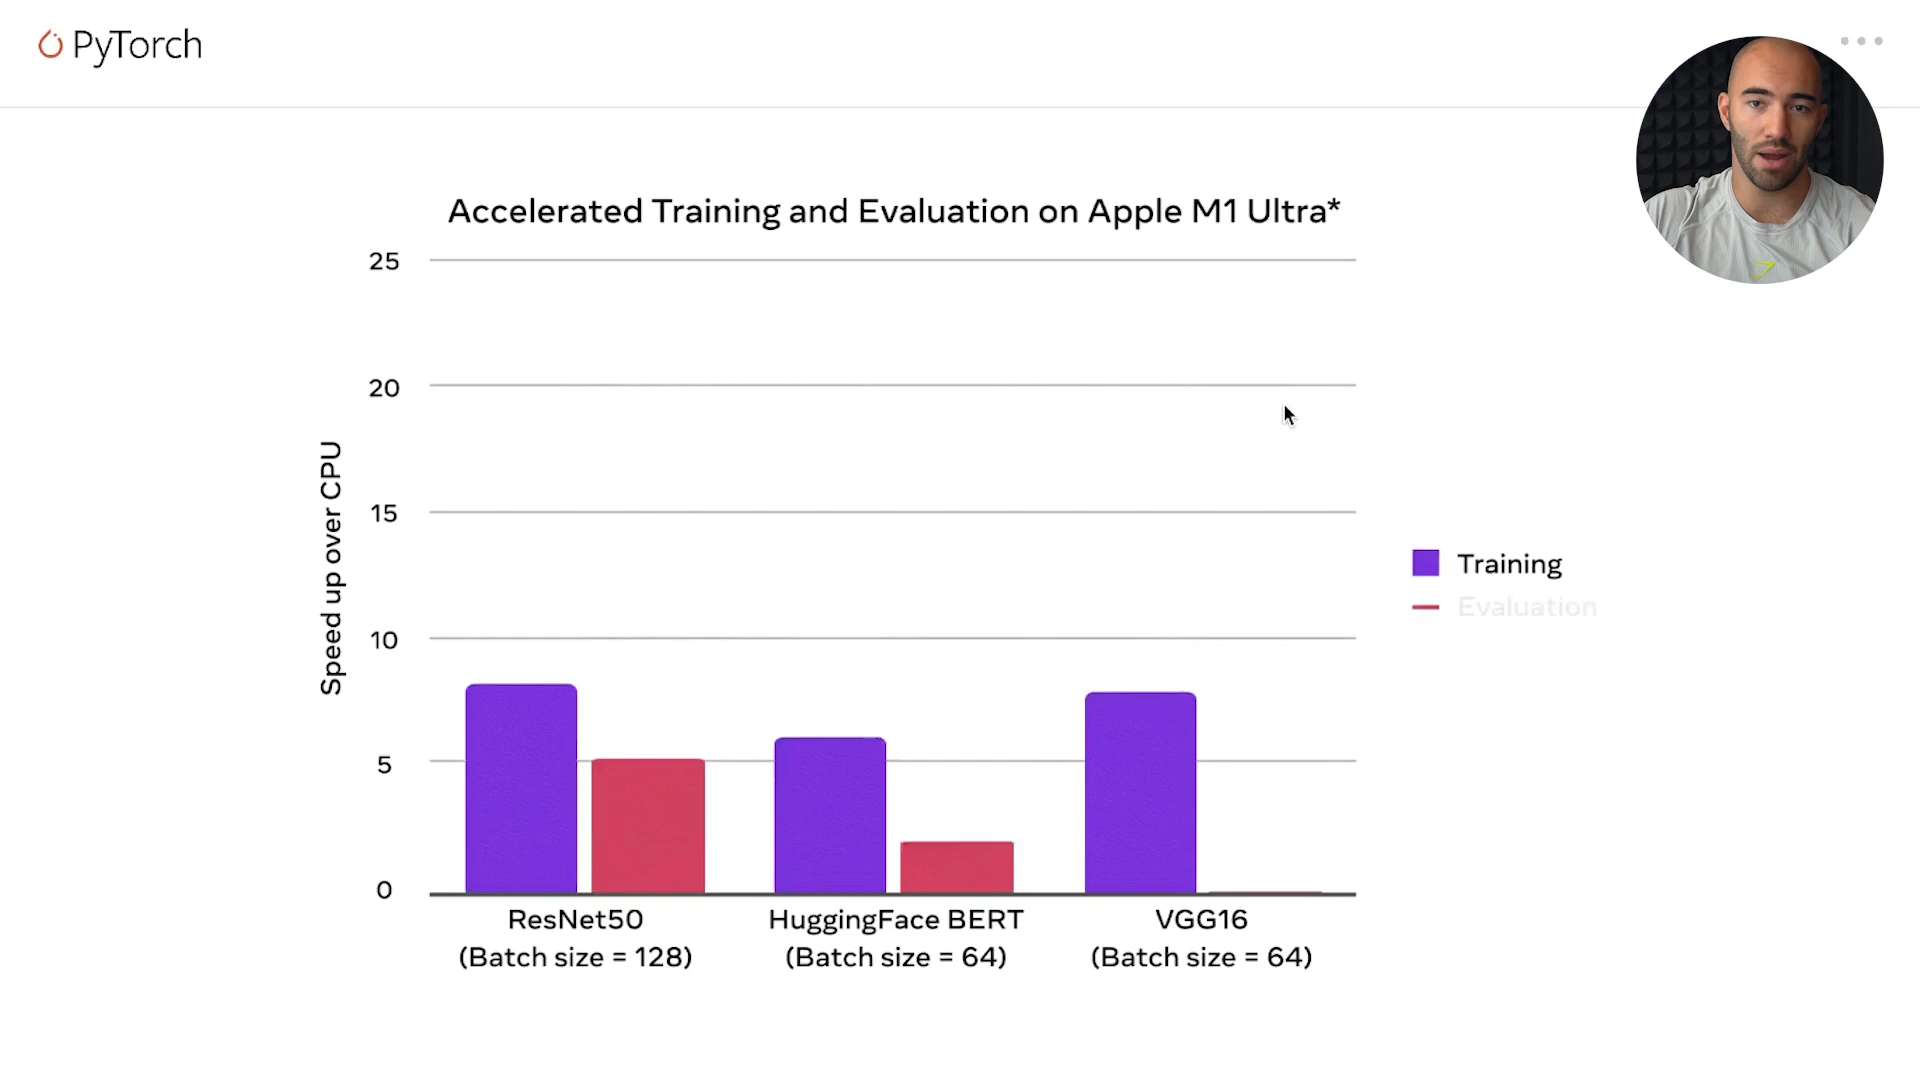 PyTorch
Accelerated Training and Evaluation on Apple M1 Ultra*
25
20
15
10
5
0
Speed up over CPU
Training
Evaluation
ResNet50
(Batch size = 128)
HuggingFace BERT
(Batch size = 64)
VGG16
(Batch size = 64)